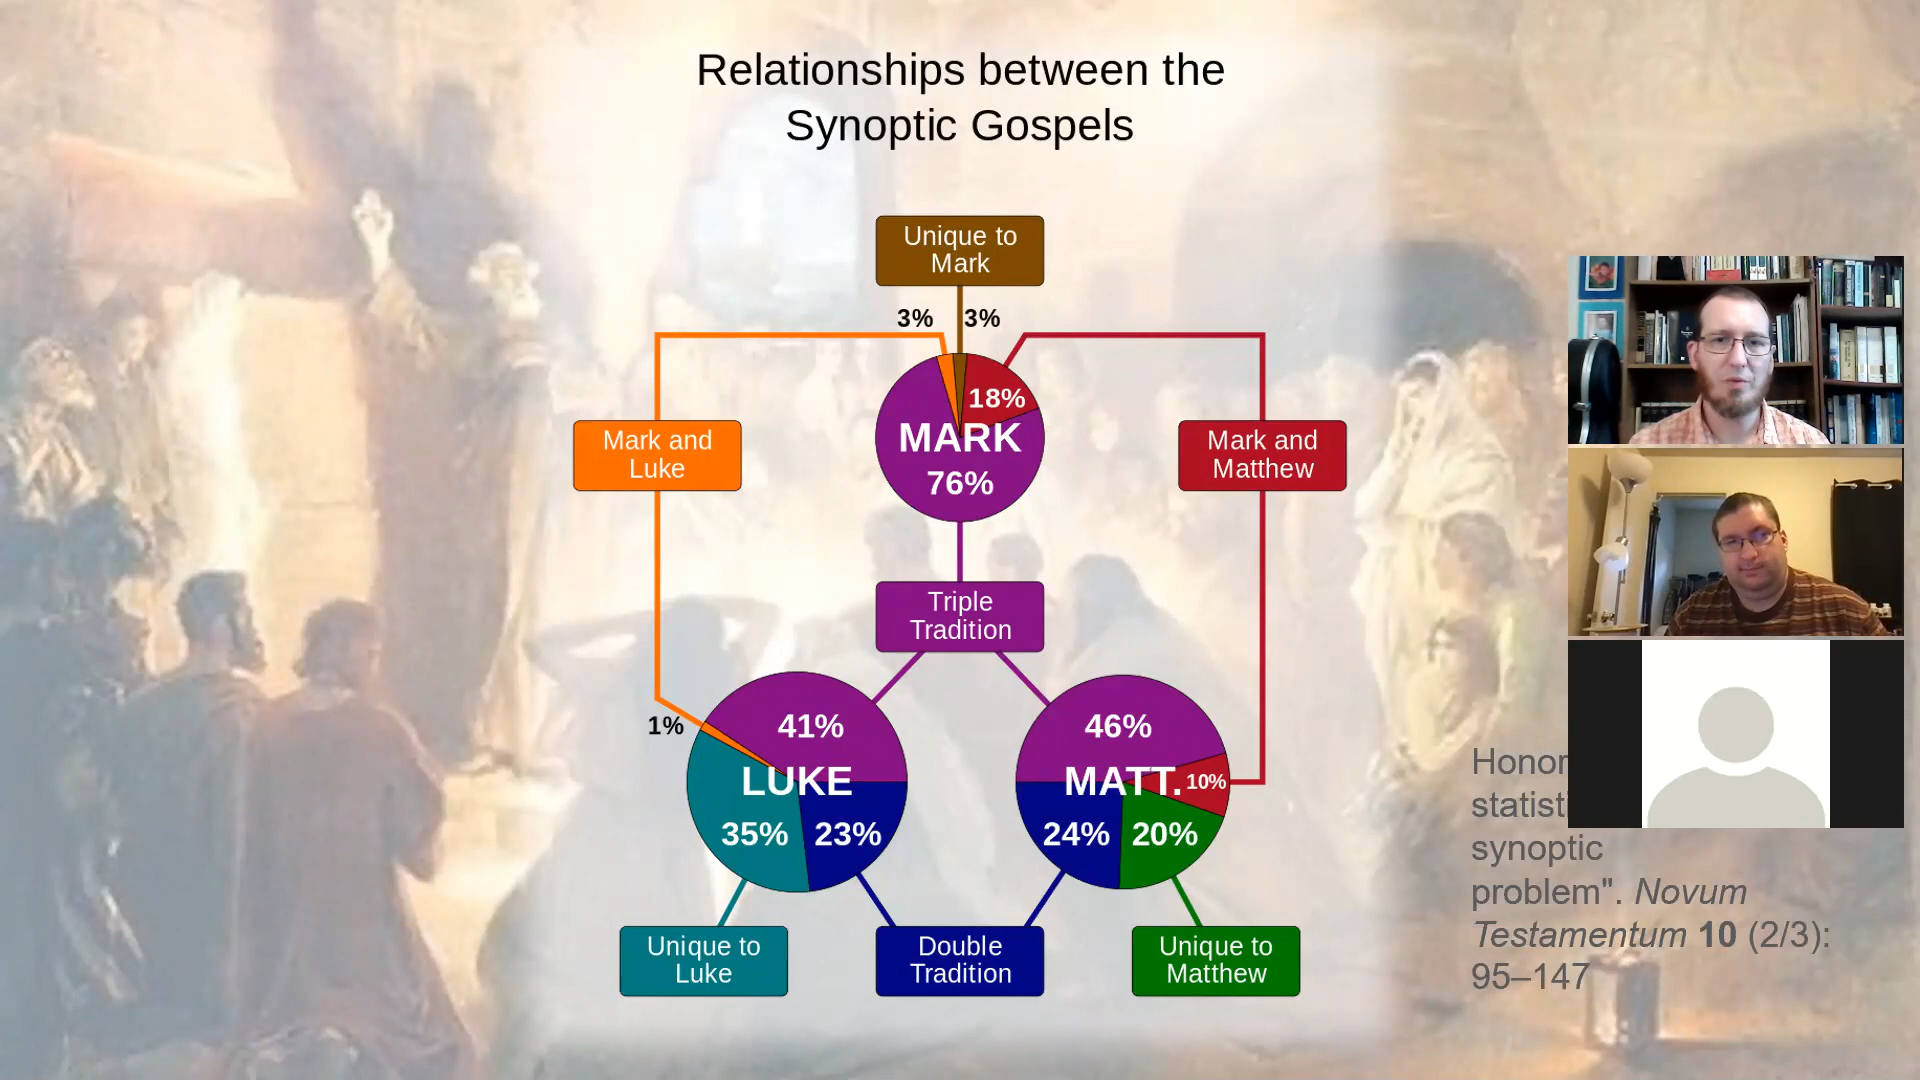 Relationships between the
Synoptic Gospels
Unique to
Mark
3%
3%
18%
MARK
76%
Mark and
Luke
Mark and
Matthew
Triple
Tradition
1%
41%
LUKE
35%
23%
46%
MATT.
10%
24%
20%
Unique to
Luke
Double
Tradition
Unique to
Matthew
synoptic
problem". Novum
Testamentum 10 (2/3):
95–147